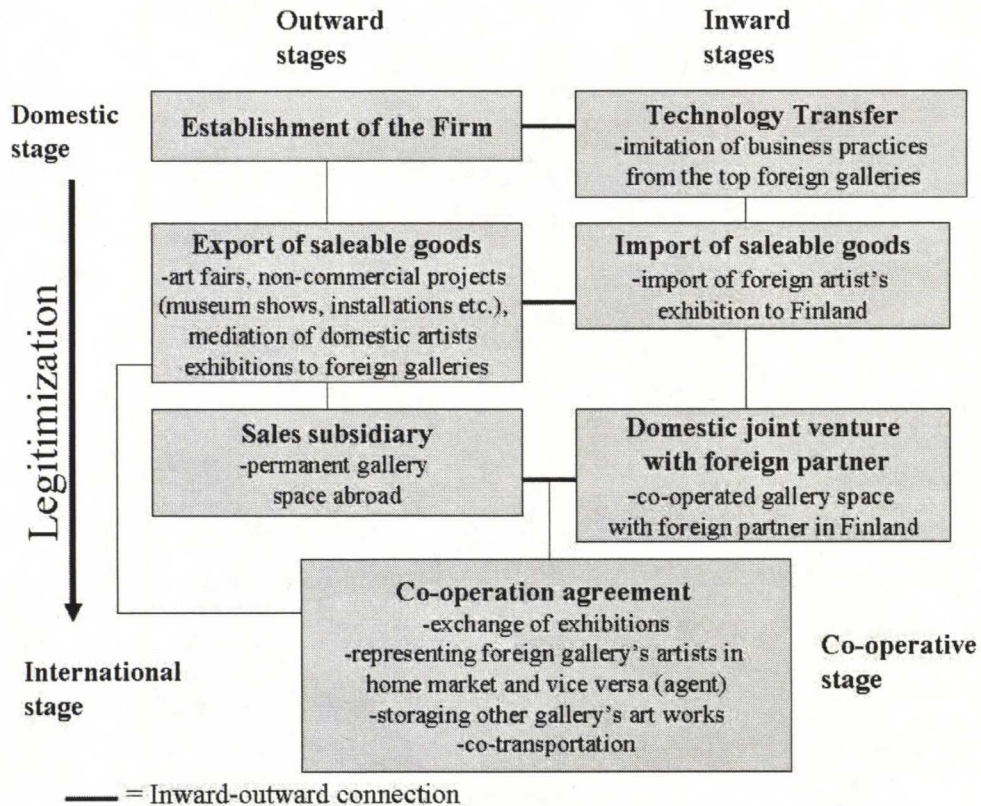 Outward
stages
Inward
stages
Domestic
stage
Establishment of the Firm
Technology Transfer
-imitation of business practices
from the top foreign galleries
Export of saleable goods
-art fairs, non-commercial projects
(museum shows, installations etc.),
mediation of domestic artists
exhibitions to foreign galleries
Import of saleable goods
-import of foreign artist's
exhibition to Finland
Legitimization
Sales subsidiary
-permanent gallery
space abroad
Domestic joint venture
with foreign partner
-co-operated gallery space
with foreign partner in Finland
Co-operation agreement
-exchange of exhibitions
-representing foreign gallery's artists in
home market and vice versa (agent)
-storaging other gallery's art works
-co-transportation
International
stage
Co-operative
stage
= Inward-outward connection